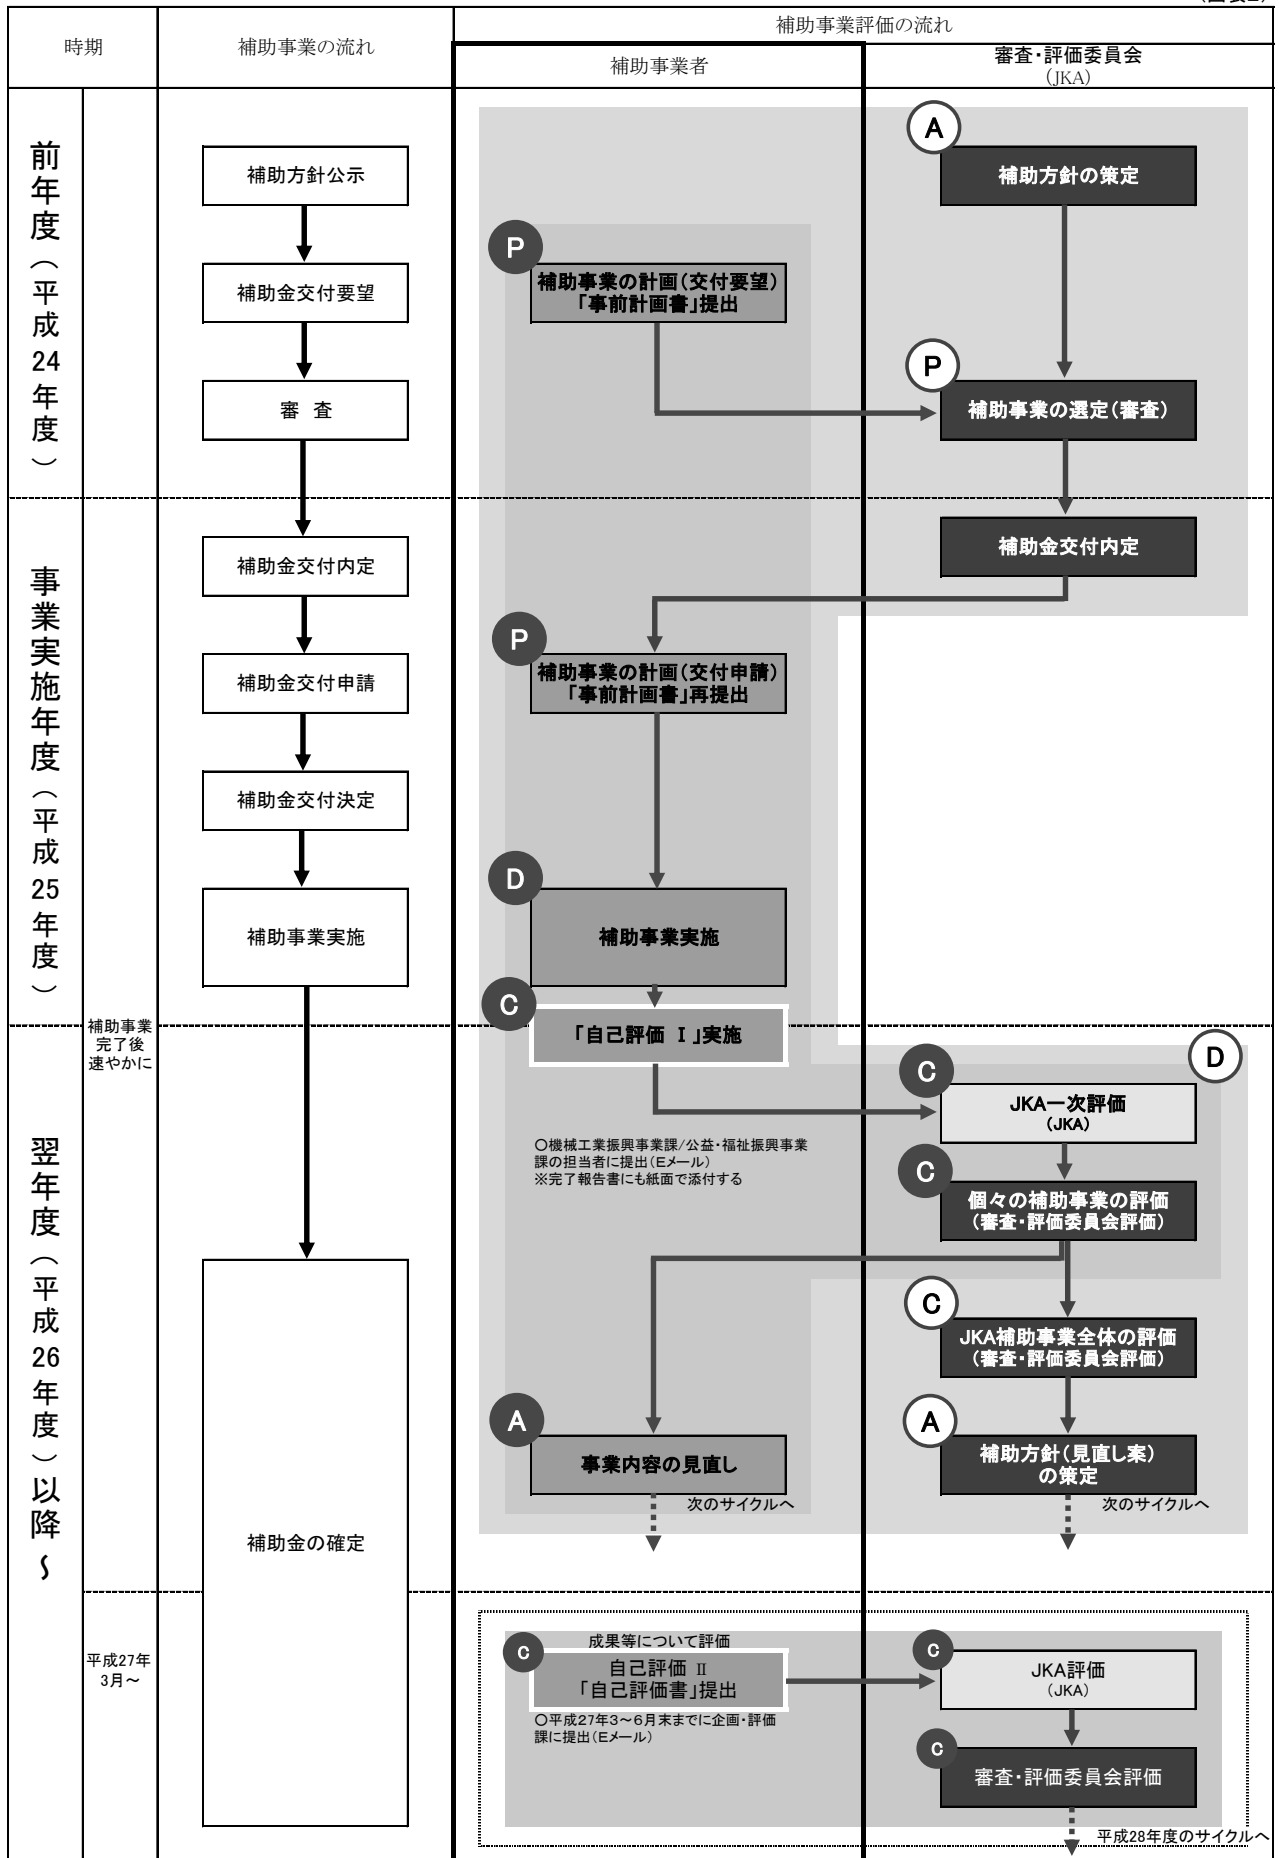 時期
補助事業の流れ
補助事業評価の流れ
補助事業者
審査・評価委員会
(JKA)
前年度(平成24年度)
補助方針公示
A
補助方針の策定
P
補助金交付要望
補助事業の計画(交付要望)
「事前計画書」提出
P
審 査
補助事業の選定(審査)
事業実施年度(平成25年度)
補助金交付内定
補助金交付内定
P
補助金交付申請
補助事業の計画(交付申請)
「事前計画書」再提出
補助金交付決定
D
補助事業実施
補助事業実施
C
「自己評価 Ⅰ」実施
補助事業
完了後
速やかに
D
C
JKA一次評価
(JKA)
○機械工業振興事業課/公益・福祉振興事業
課の担当者に提出(Eメール)
※完了報告書にも紙面で添付する
C
個々の補助事業の評価
(審査・評価委員会評価)
翌年度(平成26年度)以降~
C
JKA補助事業全体の評価
(審査・評価委員会評価)
A
事業内容の見直し
次のサイクルへ
A
補助方針(見直し案)
の策定
次のサイクルへ
補助金の確定
平成27年
3月~
成果等について評価
C
自己評価 Ⅱ
「自己評価書」提出
○平成27年3~6月末までに企画・評価
課に提出(Eメール)
C
JKA評価
(JKA)
C
審査・評価委員会評価
平成28年度のサイクルへ